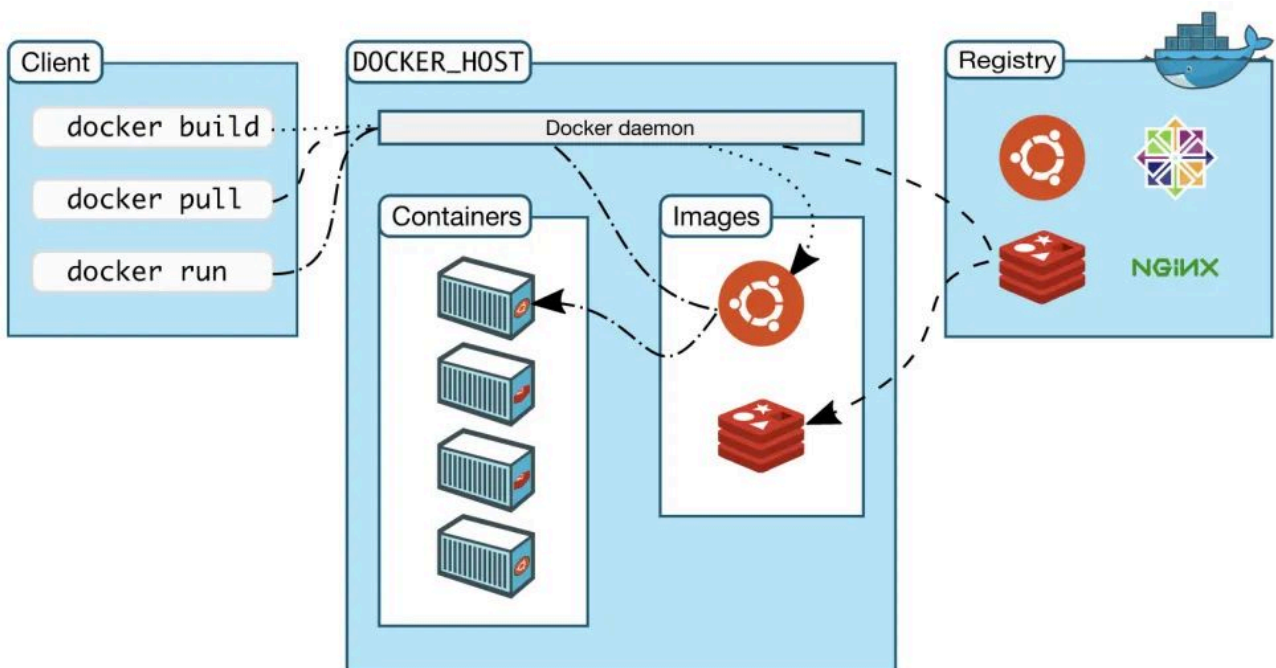 Client
docker build
docker pull
docker run
DOCKER_HOST
Docker daemon
Containers
Images
Registry
NGiNX